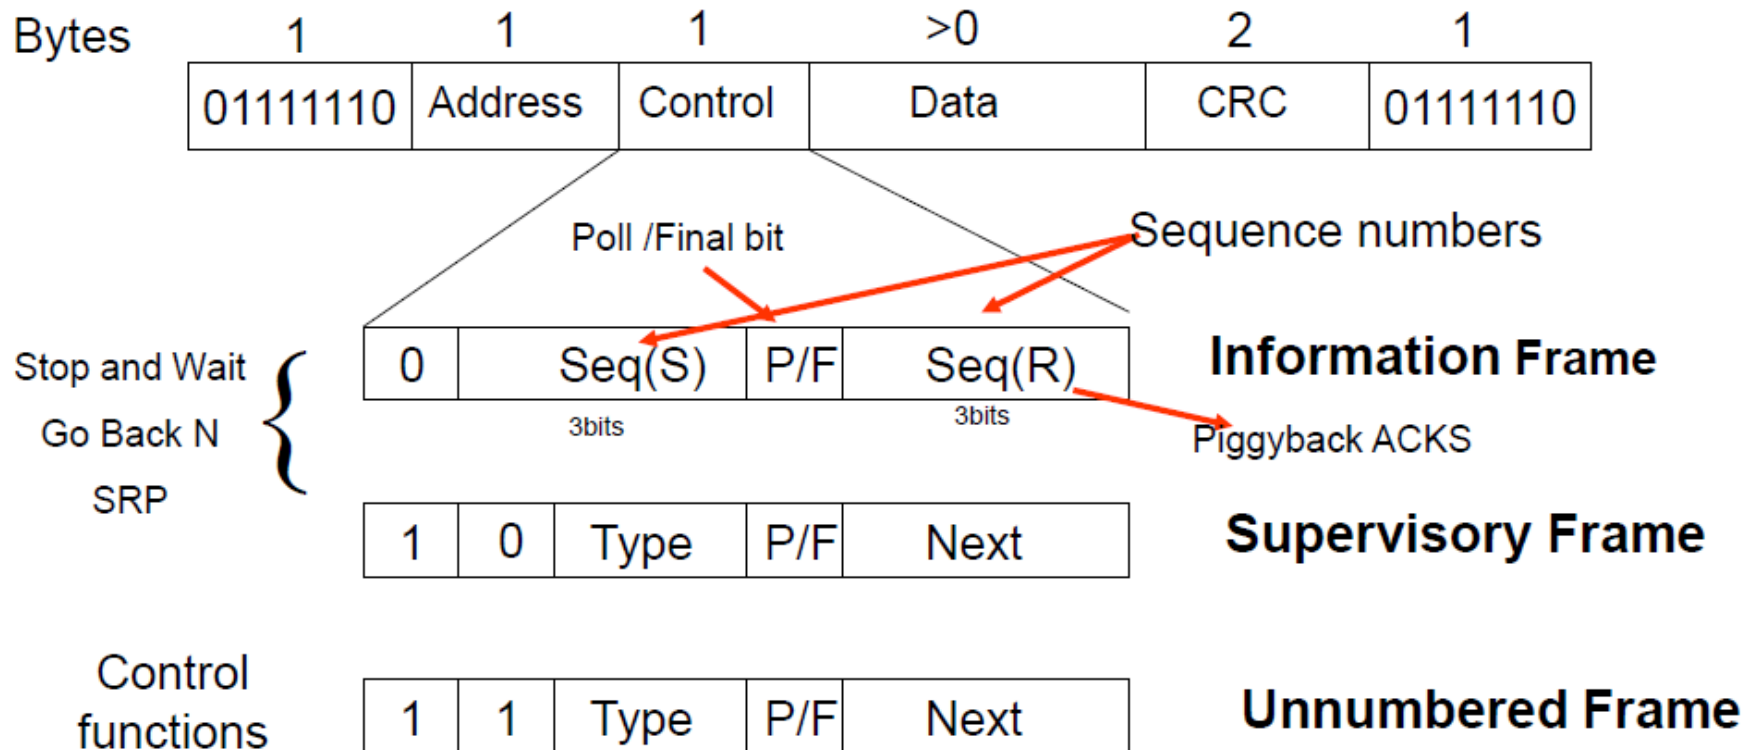 Bytes 1 1 1 >0 2 1
01111110 Address Control Data CRC 01111110
Poll /Final bit
Sequence numbers
Stop and Wait
Go Back N
SRP
0 Seq(S) P/F Seq(R)
3bits 3bits
Information Frame
Piggyback ACKS
1 0 Type P/F Next
Supervisory Frame
Control
functions
1 1 Type P/F Next
Unnumbered Frame